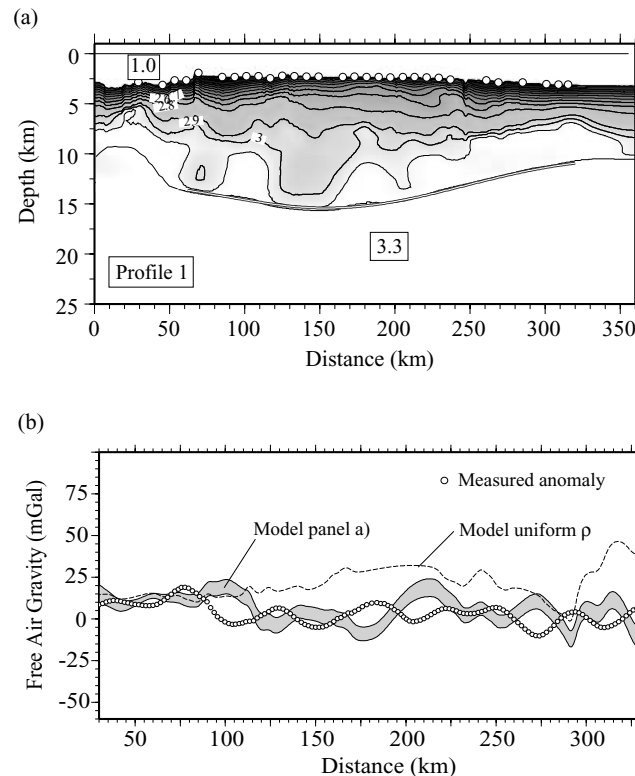 (a)
0
5
10
15
20
25
Depth (km)
1.0
2.8
2.9
3
3.3
Profile 1
0 50 100 150 200 250 300 350
Distance (km)
(b)
75
50
25
0
-25
-50
Free Air Gravity (mGal)
Measured anomaly
Model panel a)
Model uniform ρ
50 100 150 200 250 300
Distance (km)